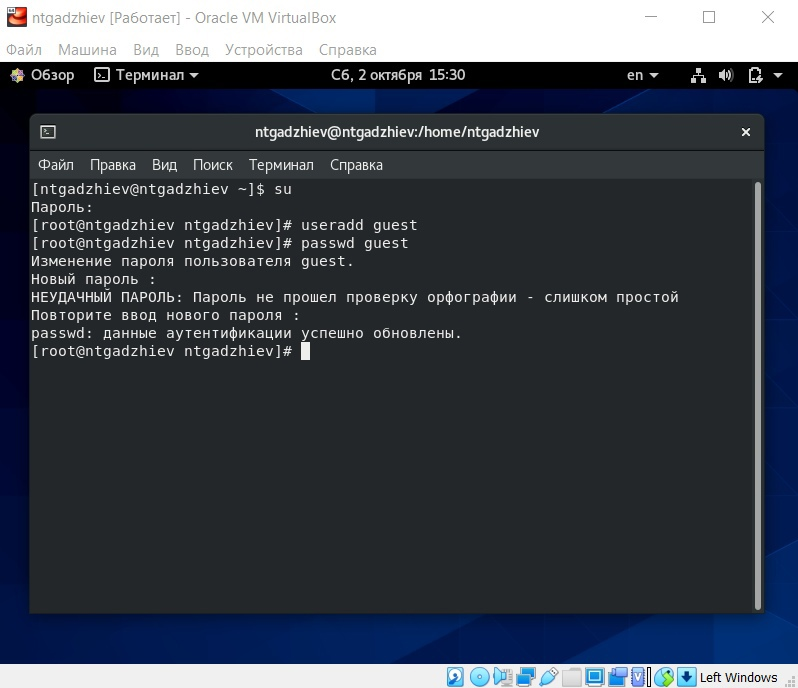 ntgadzhiev [Работает] - Oracle VM VirtualBox
Файл Машина Вид Ввод Устройства Справка
Обзор Терминал Сб, 2 октября 15:30 en
ntgadzhiev@ntgadzhiev:/home/ntgadzhiev
Файл Правка Вид Поиск Терминал Справка
[ntgadzhiev@ntgadzhiev ~]$ su
Пароль:
[root@ntgadzhiev ntgadzhiev]# useradd guest
[root@ntgadzhiev ntgadzhiev]# passwd guest
Изменение пароля пользователя guest.
Новый пароль :
НЕУДАЧНЫЙ ПАРОЛЬ: Пароль не прошел проверку орфографии - слишком простой
Повторите ввод нового пароля :
passwd: данные аутентификации успешно обновлены.
[root@ntgadzhiev ntgadzhiev]#
Left Windows